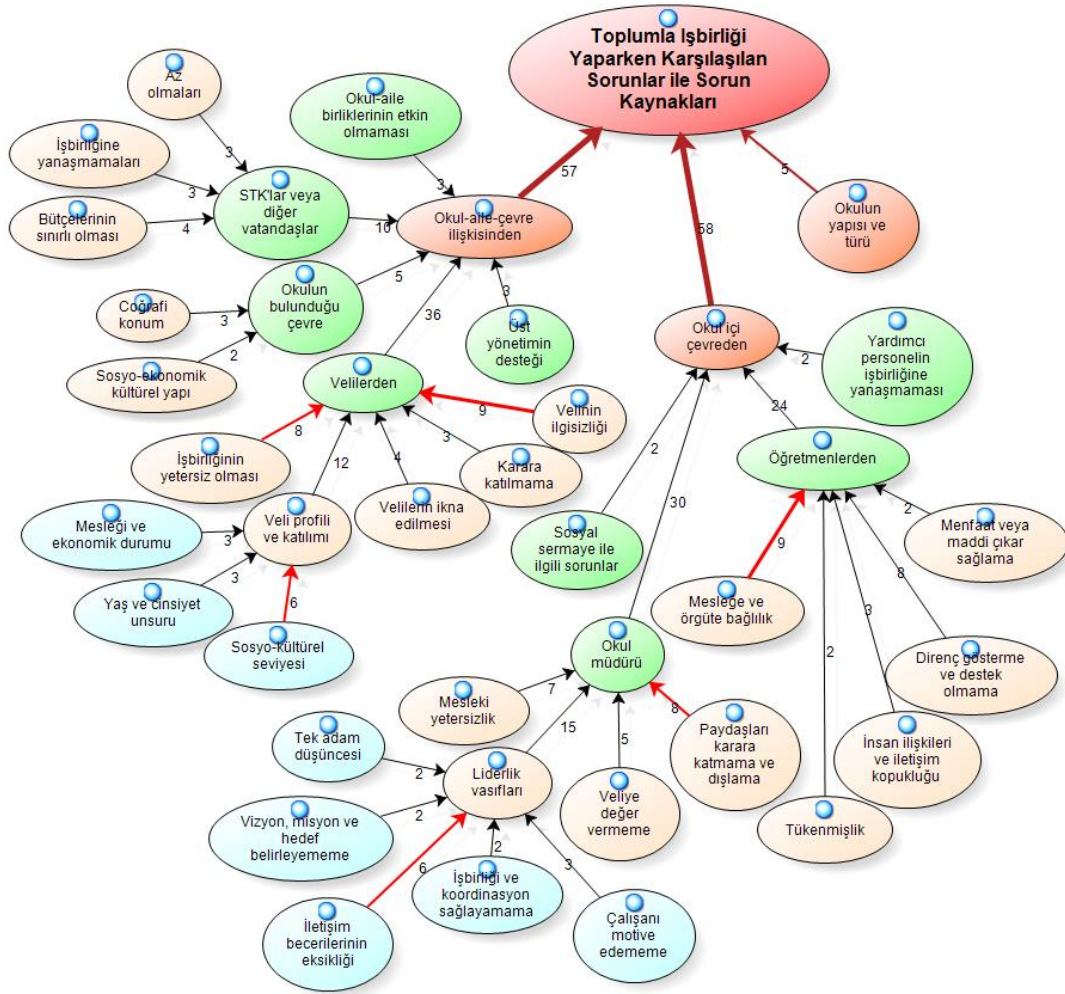 Toplumla İşbirliği
Yaparken Karşılaşılan
Sorunlar ile Sorun
Kaynakları
Az
olmaları
Okul-aile
birliklerinin etkin
olmaması
İşbirliğine
yanaşmamaları
3
57
5
3
3
STK'lar veya
diğer
vatandaşlar
Bütçelerinin
sınırlı olması
4
10
Okul-aile-çevre
ilişkisinden
Okulun
yapısı ve
türü
58
Okulun
bulunduğu
çevre
5
3
Coğrafi
konum
3
36
Üst
yönetimin
desteği
Okul içi
çevreden
Yardımcı
personelin
işbirliğine
yanaşmaması
2
2
Sosyo-ekonomik
kültürel yapı
Velilerden
9
Velinin
ilgisizliği
24
8
İşbirliğinin
yetersiz olması
12
4
3
Karara
katılmama
2
Öğretmenlerden
Velilerin ikna
edilmesi
30
Mesleği ve
ekonomik durumu
3
Veli profili
ve katılımı
Sosyal
sermaye ile
ilgili sorunlar
2
Menfaat veya
maddi çıkar
sağlama
9
8
3
Yaş ve cinsiyet
unsuru
6
Mesleğe ve
örgüte bağlılık
3
Sosyo-kültürel
seviyesi
Okul
müdürü
2
Direnç gösterme
ve destek
olmama
Mesleki
yetersizlik
7
8
15
5
Paydaşları
karara
katmama ve
dışlama
İnsan ilişkileri
ve iletişim
kopukluğu
Tek adam
düşüncesi
2
Liderlik
vasıfları
Veliye
değer
vermeme
Tükenmişlik
Vizyon, misyon ve
hedef
belirleyememe
2
2
6
3
İşbirliği ve
koordinasyon
sağlayamama
İletişim
becerilerinin
eksikliği
Çalışanı
motive
edememe